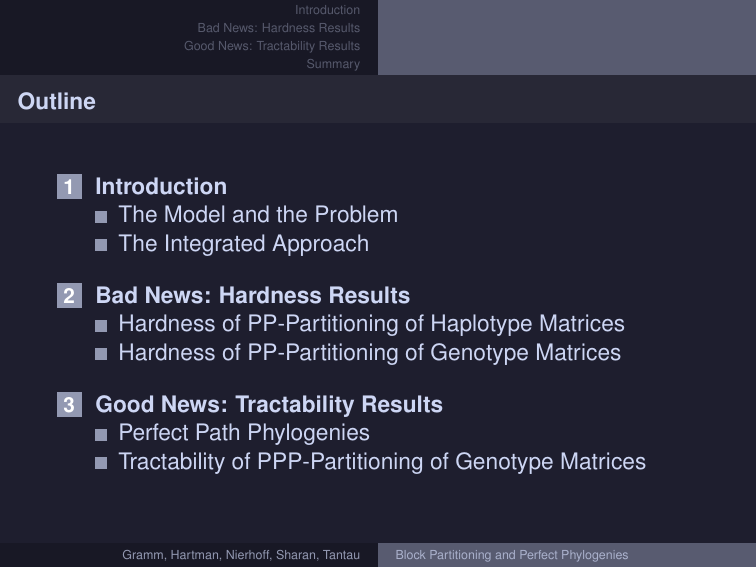 Introduction
Bad News: Hardness Results
Good News: Tractability Results
Summary
Outline
1 Introduction
The Model and the Problem
The Integrated Approach
2 Bad News: Hardness Results
Hardness of PP-Partitioning of Haplotype Matrices
Hardness of PP-Partitioning of Genotype Matrices
3 Good News: Tractability Results
Perfect Path Phylogenies
Tractability of PPP-Partitioning of Genotype Matrices
Gramm, Hartman, Nierhoff, Sharan, Tantau
Block Partitioning and Perfect Phylogenies